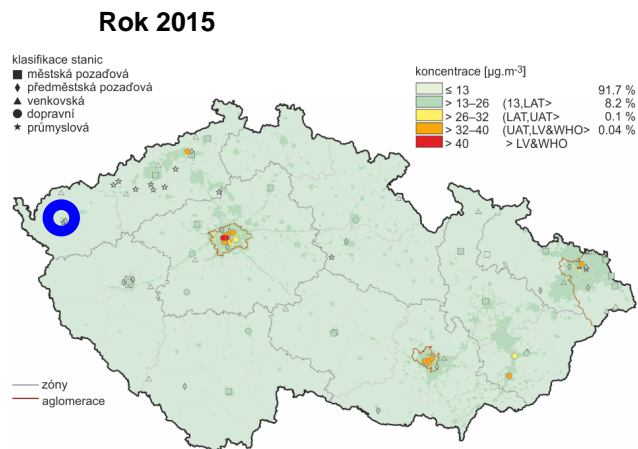 Rok 2015
klasifikace stanic
městská pozaďová
předměstská pozaďová
venkovská
dopravní
průmyslová
koncentrace [µg.m⁻³]
≤ 13 91.7 %
> 13–26 (13,LAT> 8.2 %
> 26–32 (LAT,UAT> 0.1 %
> 32–40 (UAT,LV&WHO> 0.04 %
> 40 > LV&WHO
zóny
aglomerace